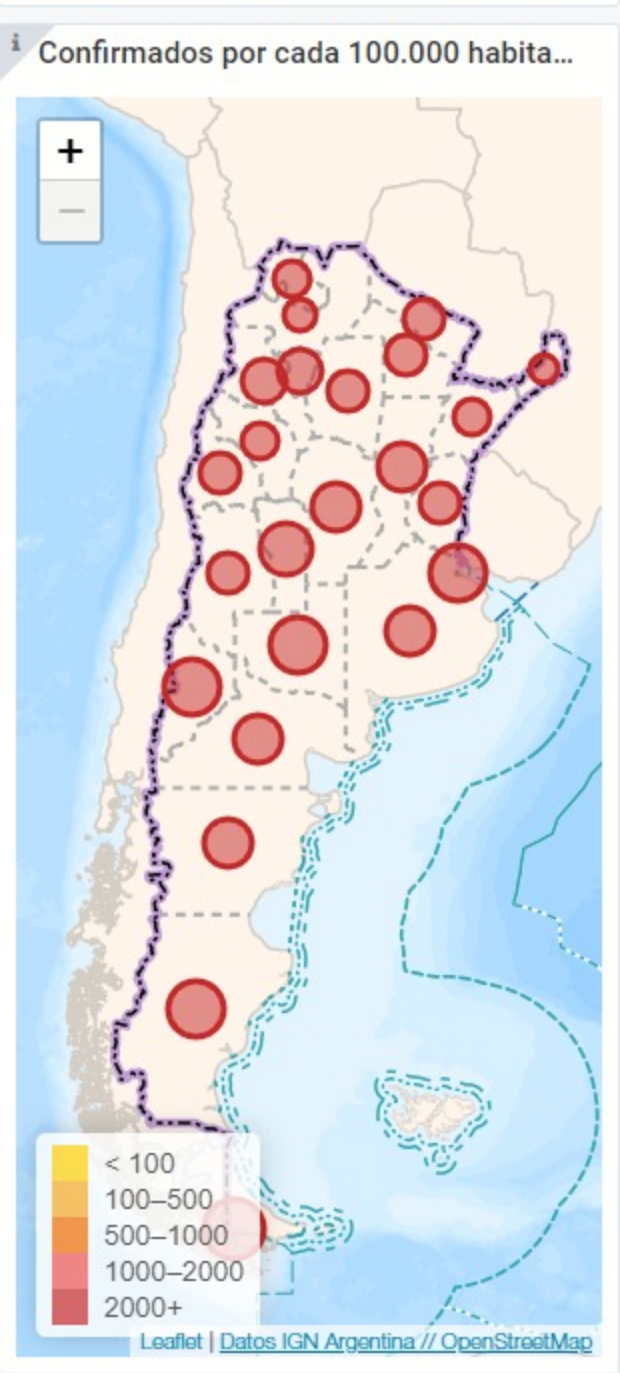 i
Confirmados por cada 100.000 habita...
+
−
< 100
100–500
500–1000
1000–2000
2000+
Leaflet | Datos IGN Argentina // OpenStreetMap